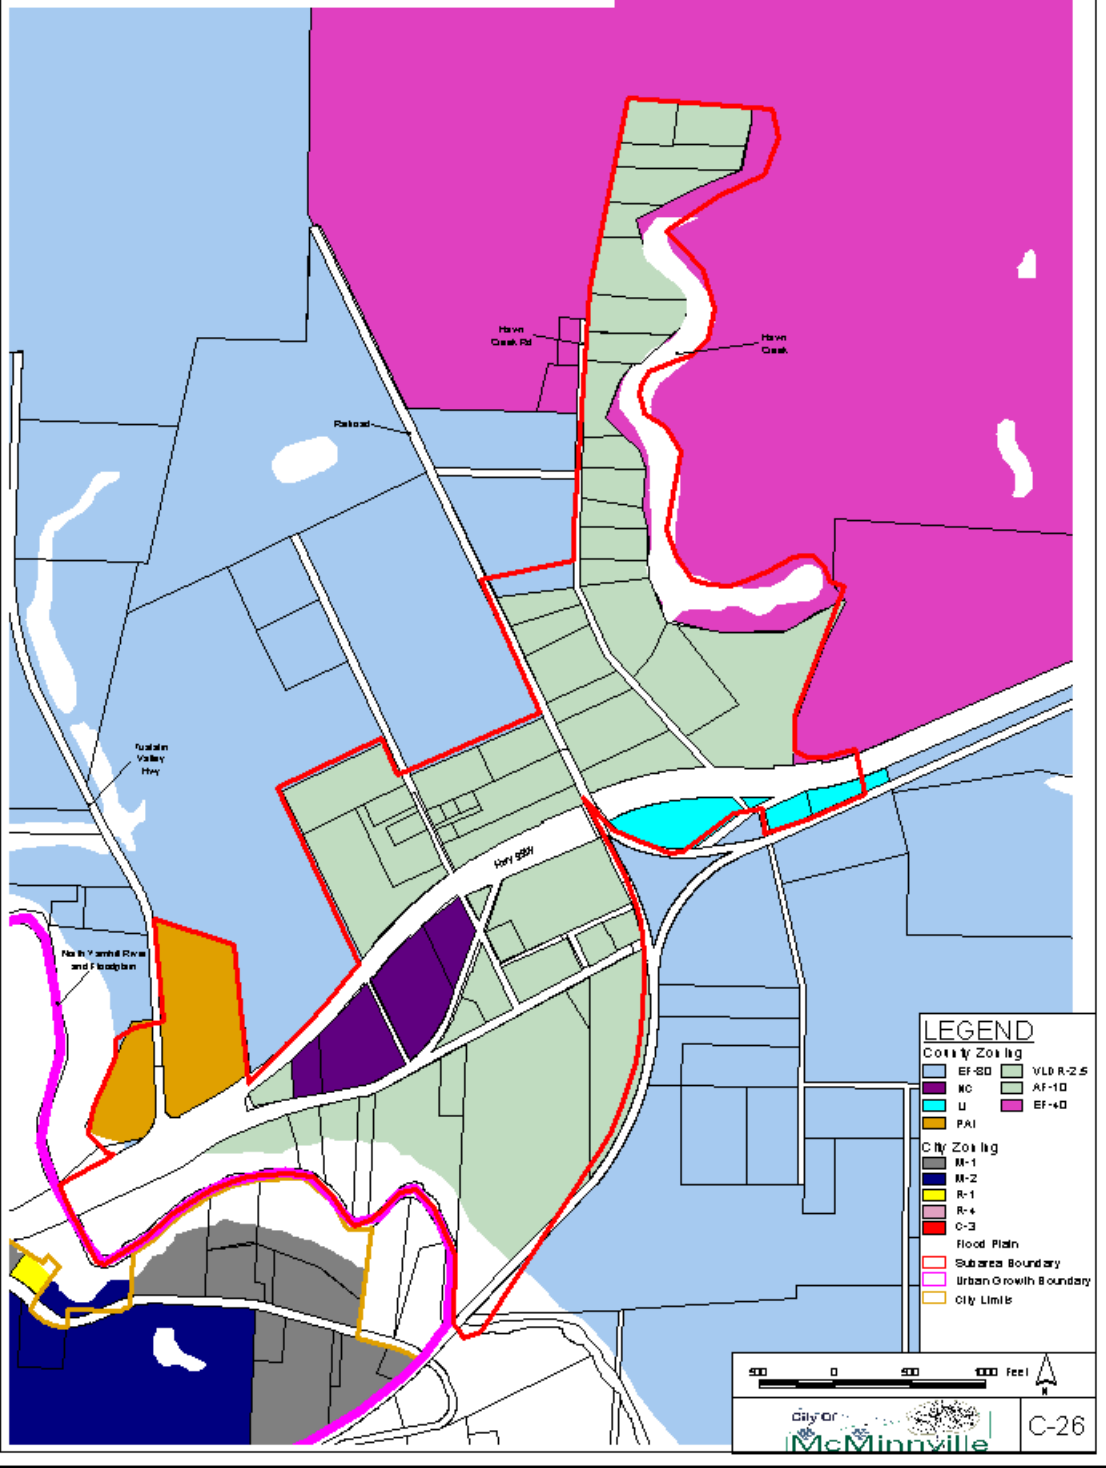 Hawn
Creek Rd
Hawn
Creek
Railroad
Tualatin
Valley
Hwy
North Yamhill River
and Floodplain
LEGEND
County Zoning
EF-80
VLDR-2.5
NC
AF-10
LI
EF-40
PAI
City Zoning
M-1
M-2
R-1
R-4
C-3
Flood Plain
Subarea Boundary
Urban Growth Boundary
City Limits
500 0 500 1000 Feet
N
City Of
McMinnville
C-26